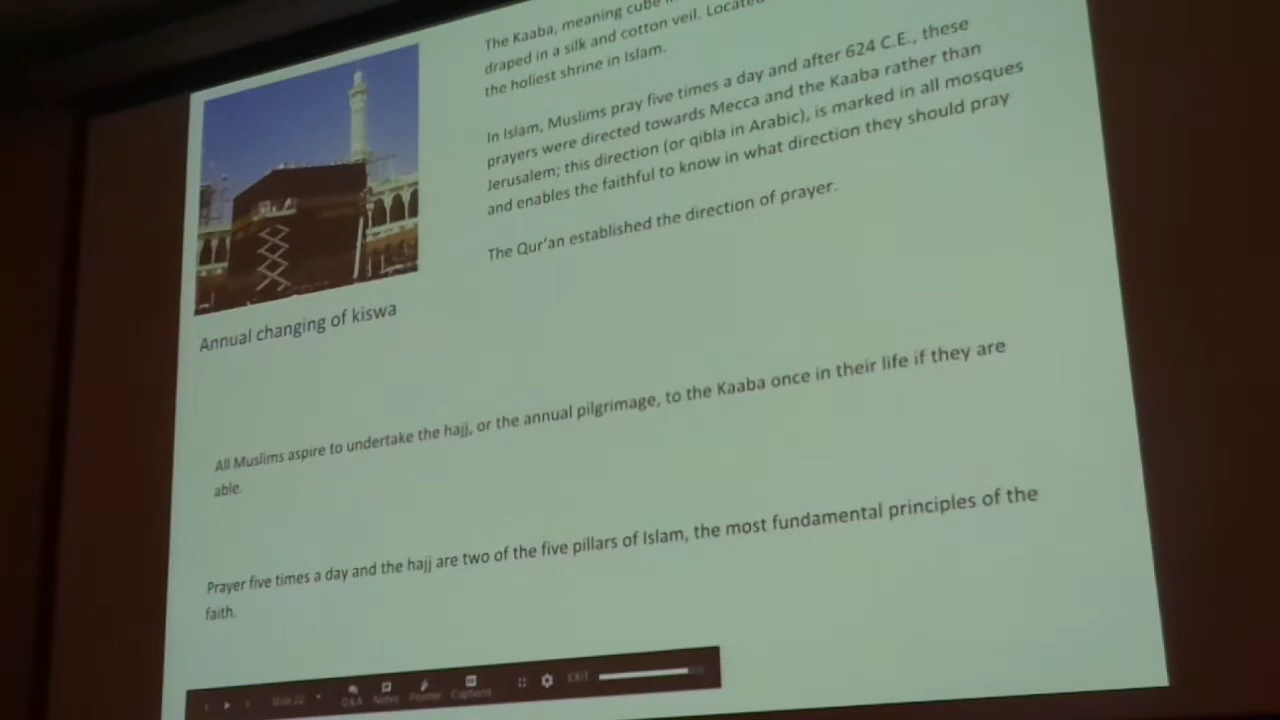 The Kaaba, meaning cube
draped in a silk and cotton veil. Located
the holiest shrine in Islam.
In Islam, Muslims pray five times a day and after 624 C.E., these
prayers were directed towards Mecca and the Kaaba rather than
Jerusalem; this direction (or qibla in Arabic), is marked in all mosques
and enables the faithful to know in what direction they should pray
The Qur'an established the direction of prayer.
Annual changing of kiswa
All Muslims aspire to undertake the hajj, or the annual pilgrimage, to the Kaaba once in their life if they are
able.
Prayer five times a day and the hajj are two of the five pillars of Islam, the most fundamental principles of the
faith.
Slide 22 Q&A Notes Pointer Captions EXIT